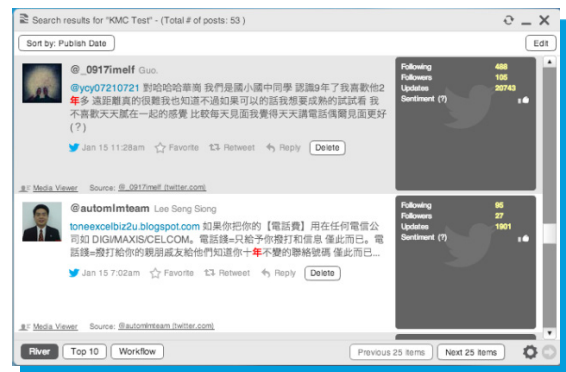 Search results for "KMC Test" - (Total # of posts: 53 )
Sort by: Publish Date
Edit
@_0917imelf Guo.
@ycy07210721 對哈哈哈華崗 我們是國小國中同學 認識9年了我喜歡他2
年多 遠距離真的很難我也知道不過如果可以的話我想要成熟的試試看 我
不喜歡天天膩在一起的感覺 比較每天見面我覺得天天講電話偶爾見面更好
(？)
Jan 15 11:28am Favorite Retweet Reply Delete
Following 488
Followers 105
Updates 20743
Sentiment (?)
Media Viewer Source: @_0917imelf (twitter.com)
@automlmteam Lee Seng Siong
toneexcelbiz2u.blogspot.com 如果你把你的【電話費】用在任何電信公
司如 DIGI/MAXIS/CELCOM。電話錢=只給予你撥打和信息 僅此而已。電
話錢=撥打給你的親朋戚友給他們知道你十年不變的聯絡號碼 僅此而已...
Jan 15 7:02am Favorite Retweet Reply Delete
Following 95
Followers 27
Updates 1901
Sentiment (?)
Media Viewer Source: @automlmteam (twitter.com)
River Top 10 Workflow Previous 25 items Next 25 items